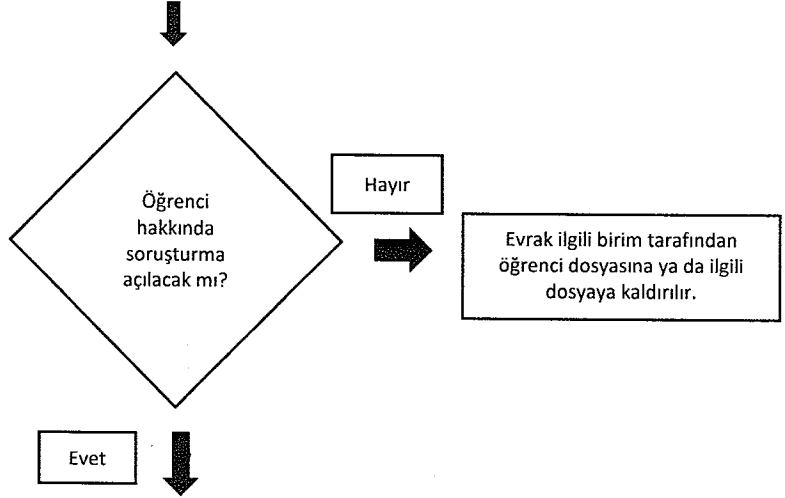 Öğrenci
hakkında
soruşturma
açılacak mı?
Hayır
Evrak ilgili birim tarafından
öğrenci dosyasına ya da ilgili
dosyaya kaldırılır.
Evet